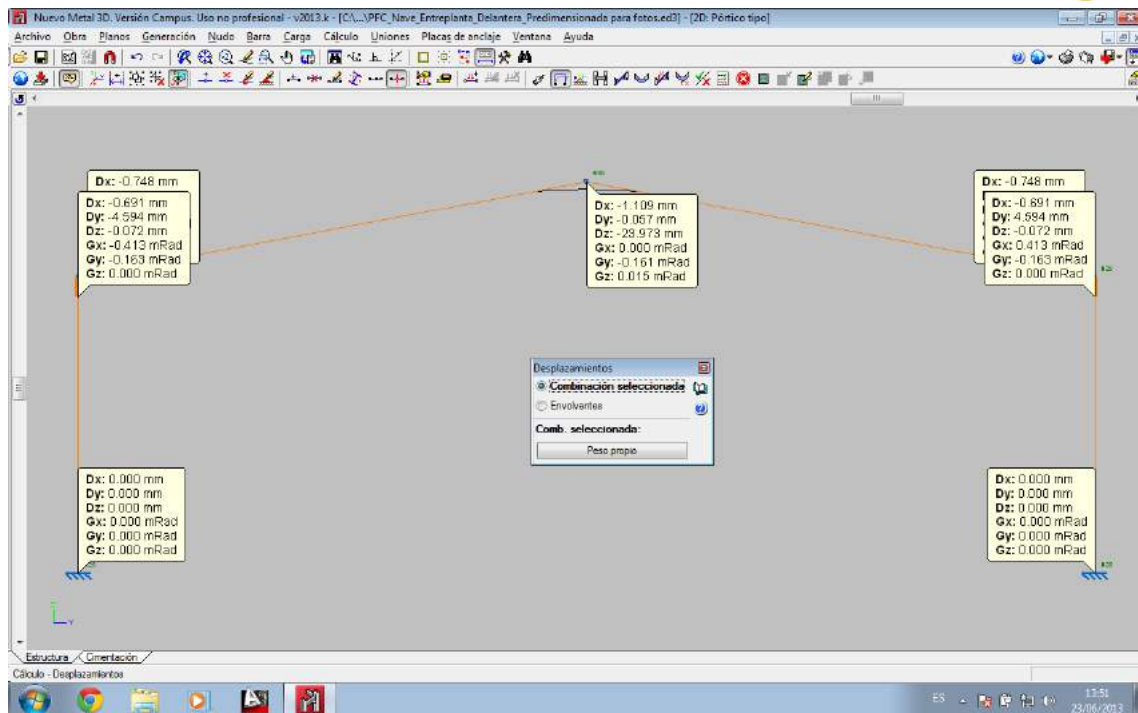 Nuevo Metal 3D. Versión Campus. Uso no profesional - v2013.k - [C:\...\PFC_Nave_Entreplanta_Delantera_Predimensionada para fotos.ed3] - [2D: Pórtico tipo]
Archivo Obra Planos Generación Nudo Barra Carga Cálculo Uniones Placas de anclaje Ventana Ayuda
Dx: -0.748 mm
Dx: -0.691 mm
Dy: -4.594 mm
Dz: -0.072 mm
Gx: -0.413 mRad
Gy: -0.163 mRad
Gz: 0.000 mRad
Dx: -1.109 mm
Dy: -0.057 mm
Dz: -23.973 mm
Gx: 0.000 mRad
Gy: -0.161 mRad
Gz: 0.015 mRad
Dx: -0.748 mm
Dx: -0.691 mm
Dy: 4.594 mm
Dz: -0.072 mm
Gx: 0.413 mRad
Gy: -0.163 mRad
Gz: 0.000 mRad
Desplazamientos
Combinación seleccionada
Envolventes
Comb. seleccionada:
Peso propio
Dx: 0.000 mm
Dy: 0.000 mm
Dz: 0.000 mm
Gx: 0.000 mRad
Gy: 0.000 mRad
Gz: 0.000 mRad
Dx: 0.000 mm
Dy: 0.000 mm
Dz: 0.000 mm
Gx: 0.000 mRad
Gy: 0.000 mRad
Gz: 0.000 mRad
Y
Estructura Cimentación
Cálculo - Desplazamientos
ES 13:51
23/06/2013